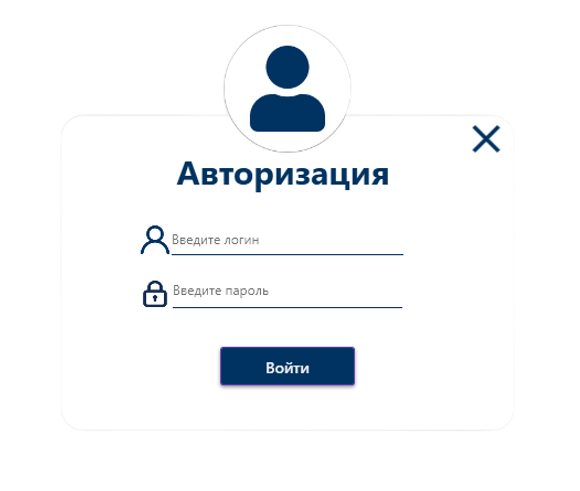 Авторизация
Введите логин
Введите пароль
Войти